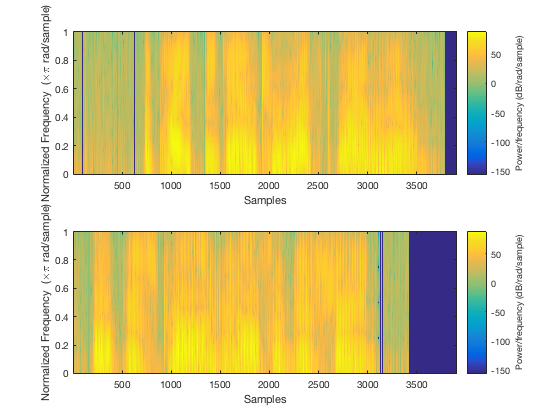 Normalized Frequency (×π rad/sample)
1
0.8
0.6
0.4
0.2
0
500 1000 1500 2000 2500 3000 3500
Samples
50
0
-50
-100
-150
Power/frequency (dB/rad/sample)
Normalized Frequency (×π rad/sample)
1
0.8
0.6
0.4
0.2
0
500 1000 1500 2000 2500 3000 3500
Samples
50
0
-50
-100
-150
Power/frequency (dB/rad/sample)